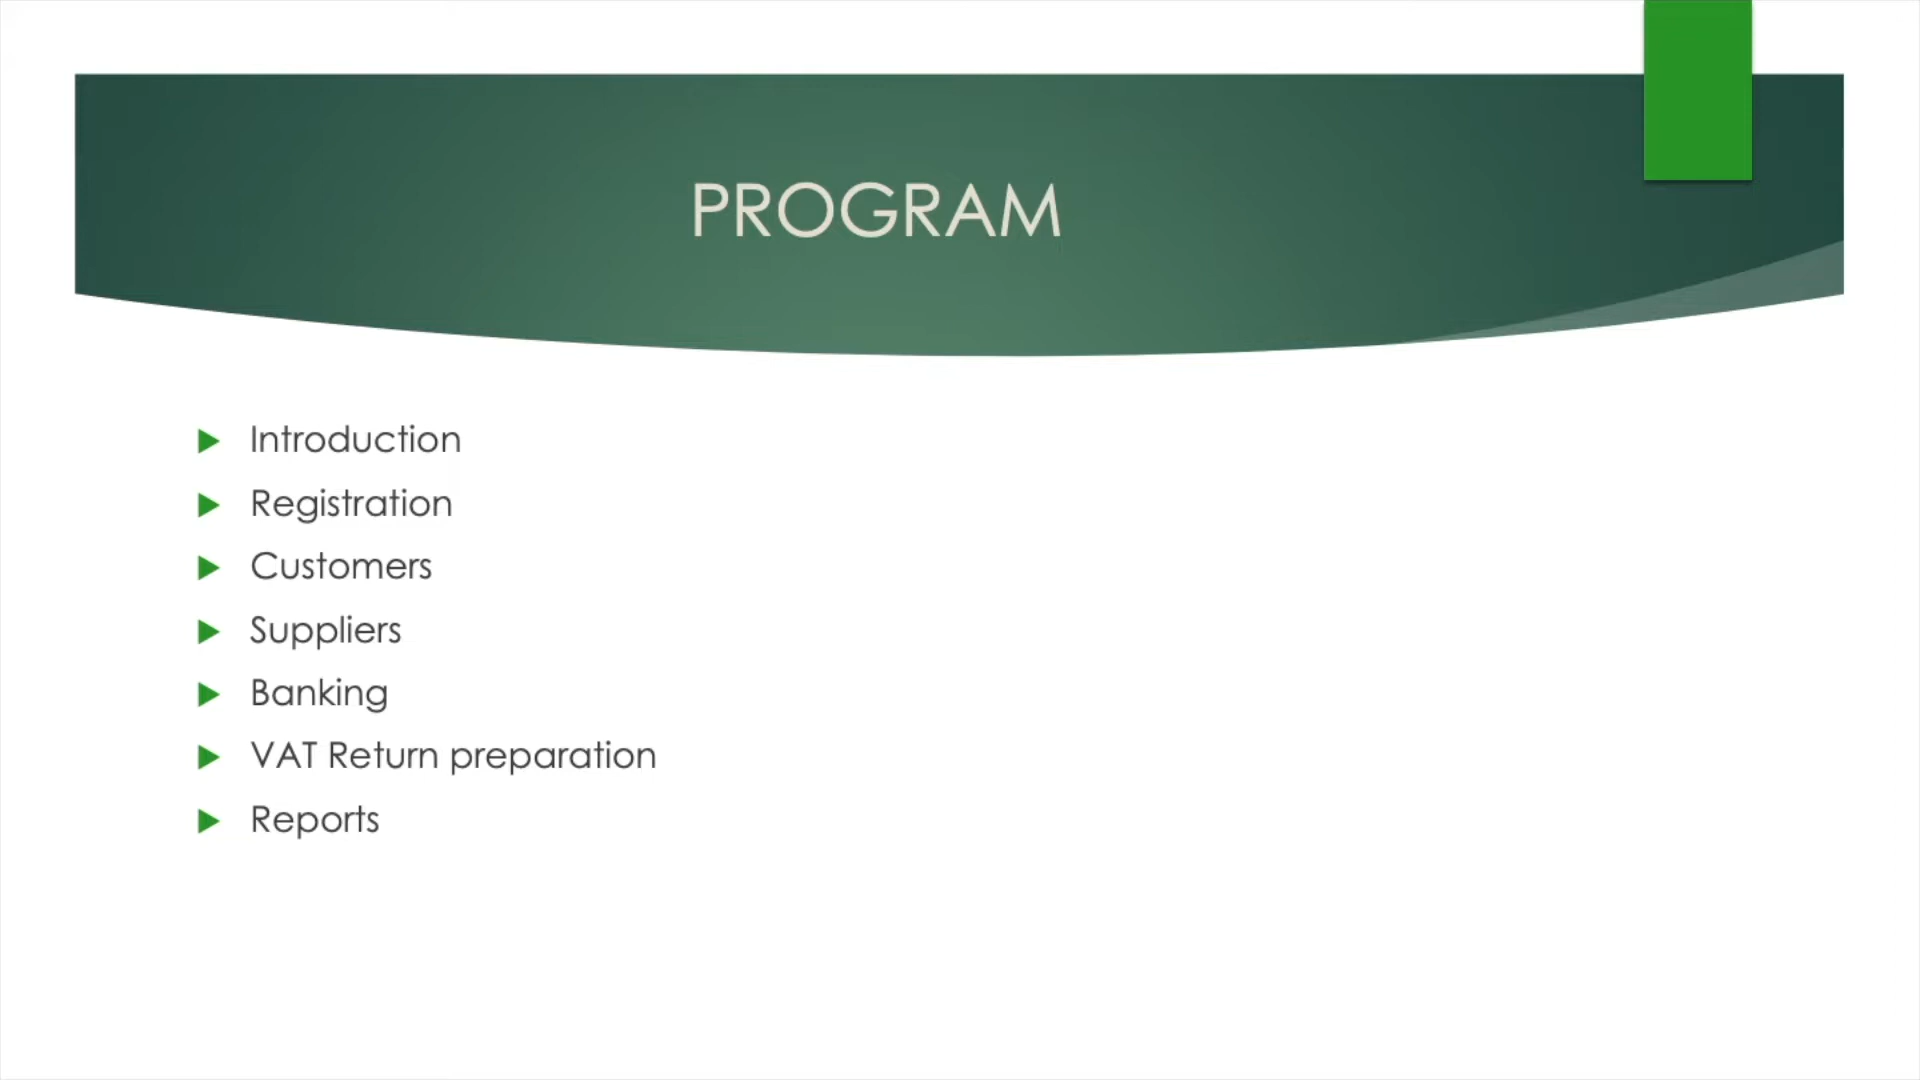 PROGRAM
Introduction
Registration
Customers
Suppliers
Banking
VAT Return preparation
Reports